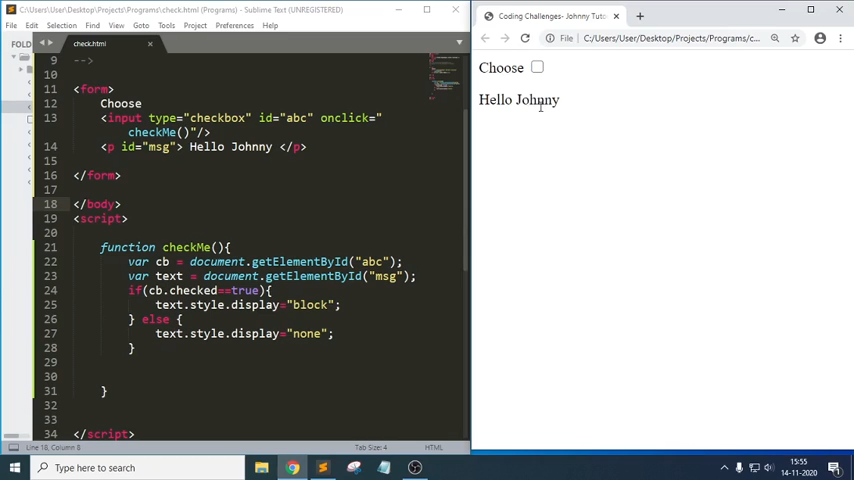 C:\Users\User\Desktop\Projects\Programs\check.html (Programs) - Sublime Text (UNREGISTERED)
File Edit Selection Find View Goto Tools Project Preferences Help
FOLD
check.html
9 -->
10
11 <form>
12 Choose
13 <input type="checkbox" id="abc" onclick="
checkMe()"/>
14 <p id="msg"> Hello Johnny </p>
15
16 </form>
17
18 </body>
19 <script>
20
21 function checkMe(){
22 var cb = document.getElementById("abc");
23 var text = document.getElementById("msg");
24 if(cb.checked==true){
25 text.style.display="block";
26 } else {
27 text.style.display="none";
28 }
29
30
31 }
32
33
34 </script>
Line 18, Column 8 Tab Size: 4 HTML
Coding Challenges- Johnny Tuto
File C:/Users/User/Desktop/Projects/Programs/c...
Choose
Hello Johnny
Type here to search
15:55
14-11-2020